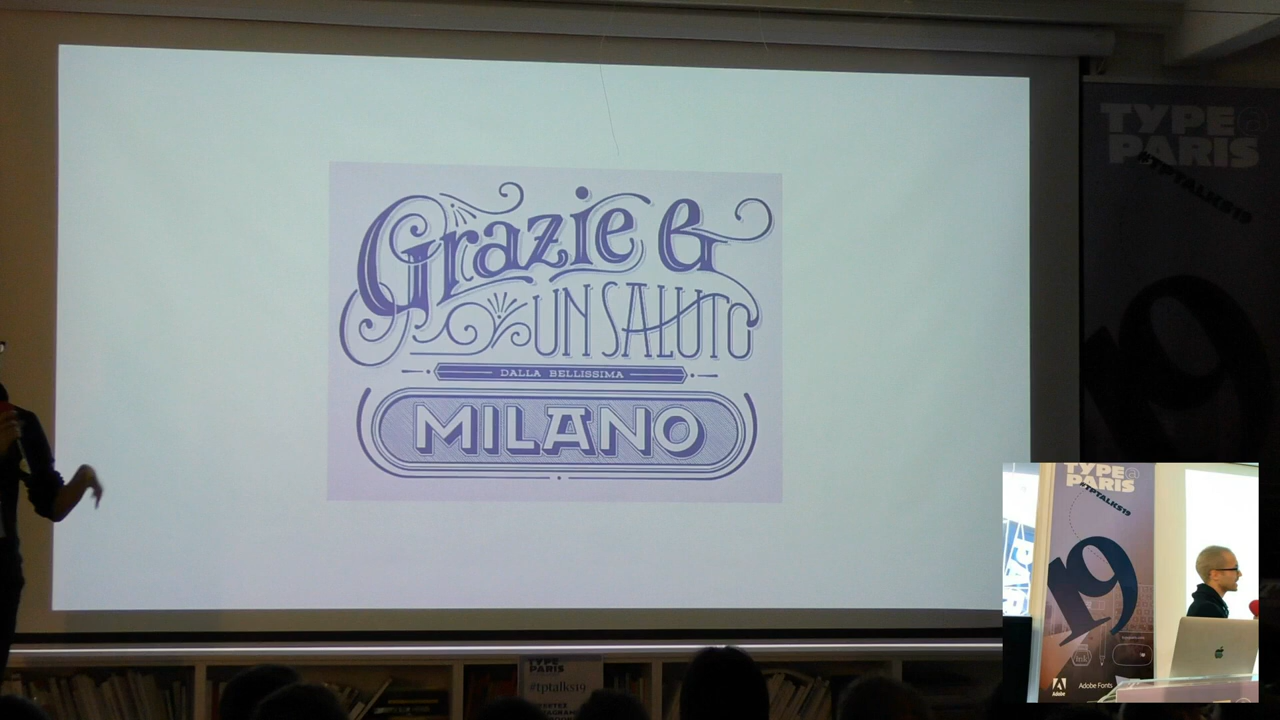 Grazie &
UN SALUTO
DALLA BELLISSIMA
MILANO
TYPE@
PARIS
#TPTALKS19
19
TYPE@
PARIS
#tptalks19
TYPE@
PARIS
#TPTALKS19
19
Adobe
Adobe Fonts